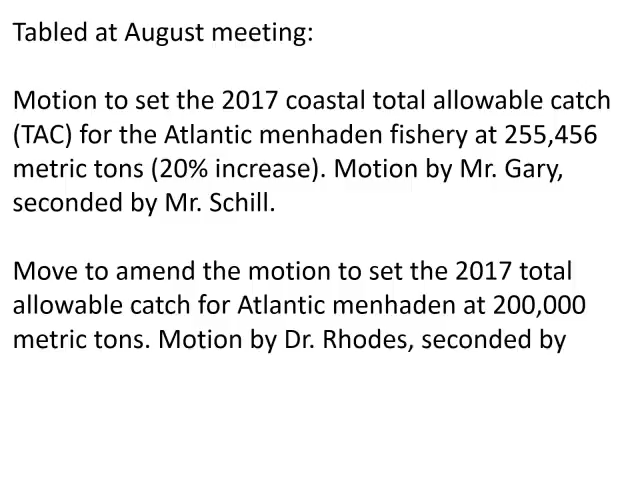 Tabled at August meeting:
Motion to set the 2017 coastal total allowable catch
(TAC) for the Atlantic menhaden fishery at 255,456
metric tons (20% increase). Motion by Mr. Gary,
seconded by Mr. Schill.
Move to amend the motion to set the 2017 total
allowable catch for Atlantic menhaden at 200,000
metric tons. Motion by Dr. Rhodes, seconded by